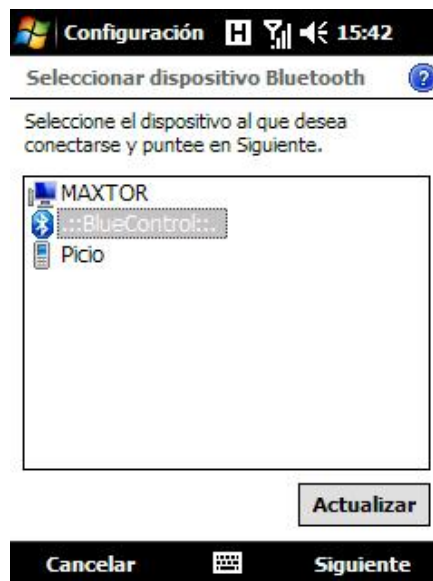 Configuración H 15:42
Seleccionar dispositivo Bluetooth ?
Seleccione el dispositivo al que desea
conectarse y puntee en Siguiente.
MAXTOR
.:::BlueControl:::.
Picio
Actualizar
Cancelar Siguiente